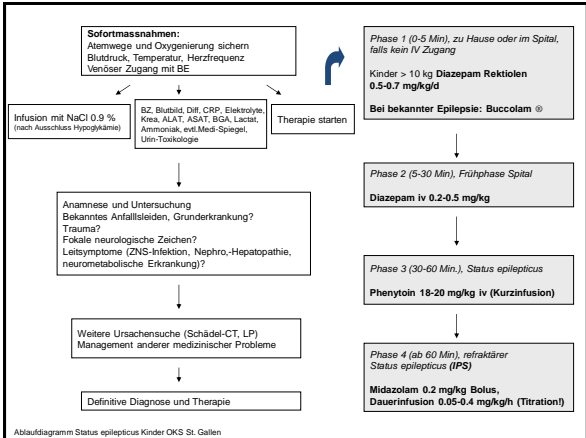 Sofortmassnahmen:
Atemwege und Oxygenierung sichern
Blutdruck, Temperatur, Herzfrequenz
Venöser Zugang mit BE
Infusion mit NaCl 0.9 %
(nach Ausschluss Hypoglykämie)
BZ, Blutbild, Diff, CRP, Elektrolyte,
Krea, ALAT, ASAT, BGA, Lactat,
Ammoniak, evtl.Medi-Spiegel,
Urin-Toxikologie
Therapie starten
Anamnese und Untersuchung
Bekanntes Anfalllsleiden, Grunderkrankung?
Trauma?
Fokale neurologische Zeichen?
Leitsymptome (ZNS-Infektion, Nephro,-Hepatopathie,
neurometabolische Erkrankung)?
Weitere Ursachensuche (Schädel-CT, LP)
Management anderer medizinischer Probleme
Definitive Diagnose und Therapie
Phase 1 (0-5 Min), zu Hause oder im Spital,
falls kein IV Zugang
Kinder > 10 kg Diazepam Rektiolen
0.5-0.7 mg/kg/d
Bei bekannter Epilepsie: Buccolam ®
Phase 2 (5-30 Min), Frühphase Spital
Diazepam iv 0.2-0.5 mg/kg
Phase 3 (30-60 Min.), Status epilepticus
Phenytoin 18-20 mg/kg iv (Kurzinfusion)
Phase 4 (ab 60 Min), refraktärer
Status epilepticus (IPS)
Midazolam 0.2 mg/kg Bolus,
Dauerinfusion 0.05-0.4 mg/kg/h (Titration!)
Ablaufdiagramm Status epilepticus Kinder OKS St. Gallen